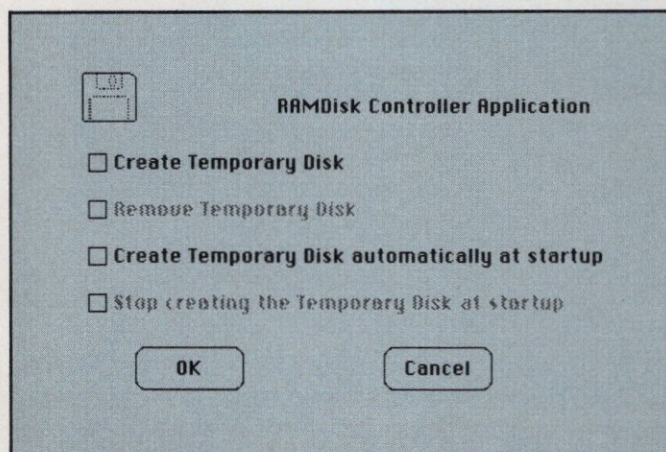 RAMDisk Controller Application
Create Temporary Disk
Remove Temporary Disk
Create Temporary Disk automatically at startup
Stop creating the Temporary Disk at startup
OK
Cancel